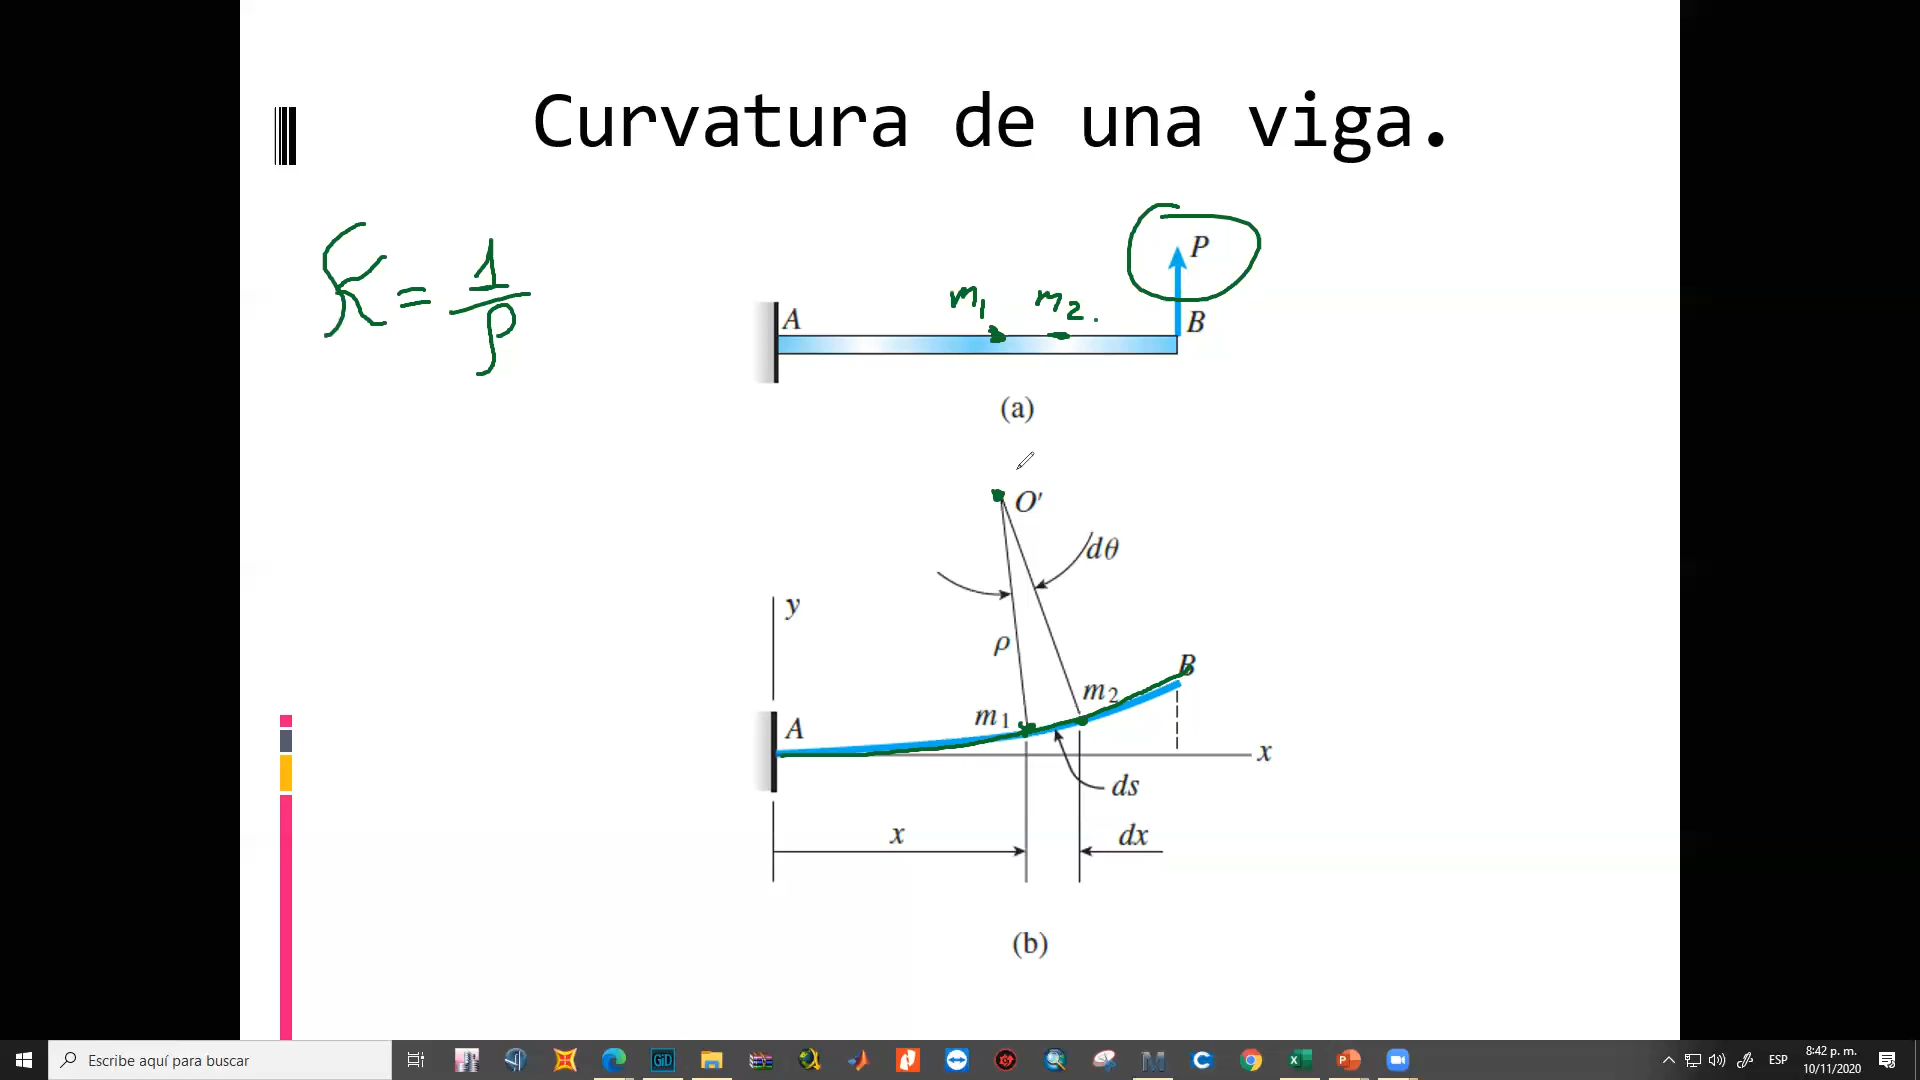 Curvatura de una viga.
K = 1/ρ
P
m1 m2.
A
B
(a)
O'
dθ
y
ρ
B
m2
m1
A
x
ds
x
dx
(b)
Escribe aquí para buscar
GiD
ESP
8:42 p. m.
10/11/2020